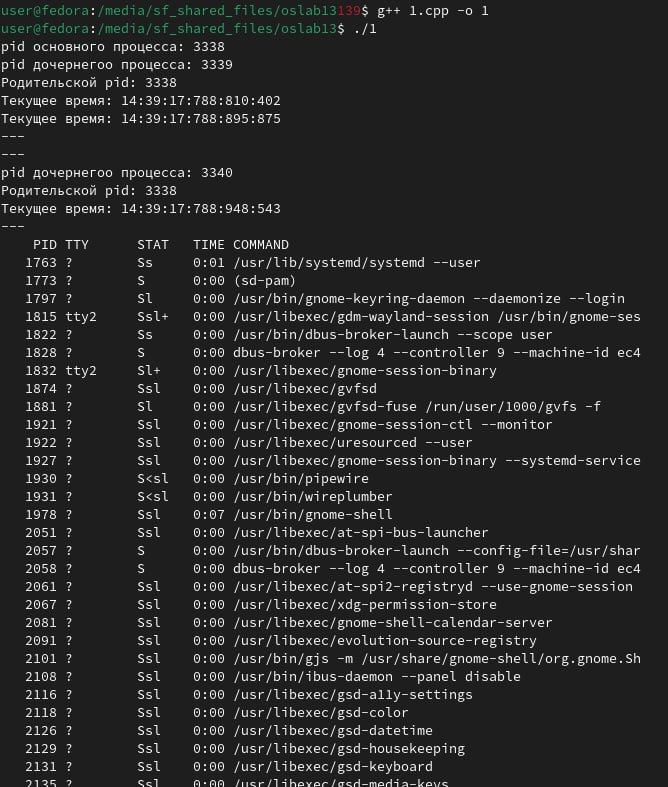 user@fedora:/media/sf_shared_files/oslab13139$ g++ 1.cpp -o 1
user@fedora:/media/sf_shared_files/oslab13$ ./1
pid основного процесса: 3338
pid дочернегоо процесса: 3339
Родительской pid: 3338
Текущее время: 14:39:17:788:810:402
Текущее время: 14:39:17:788:895:875
---
---
pid дочернегоо процесса: 3340
Родительской pid: 3338
Текущее время: 14:39:17:788:948:543
---
    PID TTY      STAT   TIME COMMAND
   1763 ?        Ss     0:01 /usr/lib/systemd/systemd --user
   1773 ?        S      0:00 (sd-pam)
   1797 ?        Sl     0:00 /usr/bin/gnome-keyring-daemon --daemonize --login
   1815 tty2     Ssl+   0:00 /usr/libexec/gdm-wayland-session /usr/bin/gnome-ses
   1822 ?        Ss     0:00 /usr/bin/dbus-broker-launch --scope user
   1828 ?        S      0:00 dbus-broker --log 4 --controller 9 --machine-id ec4
   1832 tty2     Sl+    0:00 /usr/libexec/gnome-session-binary
   1874 ?        Ssl    0:00 /usr/libexec/gvfsd
   1881 ?        Sl     0:00 /usr/libexec/gvfsd-fuse /run/user/1000/gvfs -f
   1921 ?        Ssl    0:00 /usr/libexec/gnome-session-ctl --monitor
   1922 ?        Ssl    0:00 /usr/libexec/uresourced --user
   1927 ?        Ssl    0:00 /usr/libexec/gnome-session-binary --systemd-service
   1930 ?        S<sl   0:00 /usr/bin/pipewire
   1931 ?        S<sl   0:00 /usr/bin/wireplumber
   1978 ?        Ssl    0:07 /usr/bin/gnome-shell
   2051 ?        Ssl    0:00 /usr/libexec/at-spi-bus-launcher
   2057 ?        S      0:00 /usr/bin/dbus-broker-launch --config-file=/usr/shar
   2058 ?        S      0:00 dbus-broker --log 4 --controller 9 --machine-id ec4
   2061 ?        Ssl    0:00 /usr/libexec/at-spi2-registryd --use-gnome-session
   2067 ?        Ssl    0:00 /usr/libexec/xdg-permission-store
   2081 ?        Ssl    0:00 /usr/libexec/gnome-shell-calendar-server
   2091 ?        Ssl    0:00 /usr/libexec/evolution-source-registry
   2101 ?        Ssl    0:00 /usr/bin/gjs -m /usr/share/gnome-shell/org.gnome.Sh
   2108 ?        Ssl    0:00 /usr/bin/ibus-daemon --panel disable
   2116 ?        Ssl    0:00 /usr/libexec/gsd-a11y-settings
   2118 ?        Ssl    0:00 /usr/libexec/gsd-color
   2126 ?        Ssl    0:00 /usr/libexec/gsd-datetime
   2129 ?        Ssl    0:00 /usr/libexec/gsd-housekeeping
   2131 ?        Ssl    0:00 /usr/libexec/gsd-keyboard
   2135 ?        Ssl    0:00 /usr/libexec/gsd-media-keys